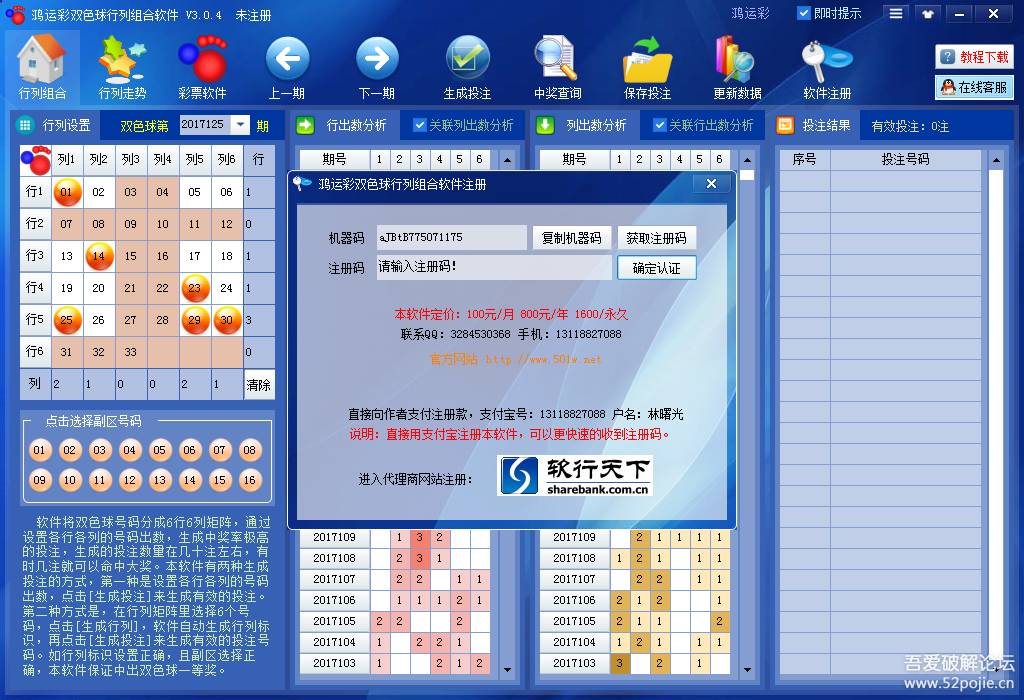 鸿运彩双色球行列组合软件 V3.0.4 未注册
鸿运彩 即时提示
行列组合 行列走势 彩票软件 上一期 下一期 生成投注 中奖查询 保存投注 更新数据 软件注册
教程下载
在线客服
行列设置 双色球第 2017125 期
行出数分析 关联列出数分析
列出数分析 关联行出数分析
投注结果 有效投注：0注
列1 列2 列3 列4 列5 列6 行
行1 01 02 03 04 05 06 1
行2 07 08 09 10 11 12 0
行3 13 14 15 16 17 18 1
行4 19 20 21 22 23 24 1
行5 25 26 27 28 29 30 3
行6 31 32 33 0
列 2 1 0 0 2 1 清除
点击选择副区号码
01 02 03 04 05 06 07 08
09 10 11 12 13 14 15 16
软件将双色球号码分成6行6列矩阵，通过
设置各行各列的号码出数，生成中奖率极高
的投注，生成的投注数量在几十注左右，有
时几注就可以命中大奖。本软件有两种生成
投注的方式，第一种是设置各行各列的号码
出数，点击[生成投注]来生成有效的投注。
第二种方式是，在行列矩阵里选择6个号
码，点击[生成行列]，软件自动生成行列标
识，再点击[生成投注]来生成有效的投注号
码。如行列标识设置正确，且副区选择正
确，本软件保证中出双色球一等奖。
期号 1 2 3 4 5 6
期号 1 2 3 4 5 6
序号 投注号码
鸿运彩双色球行列组合软件注册
机器码 aJBtB775071175 复制机器码 获取注册码
注册码 请输入注册码！ 确定认证
本软件定价：100元/月 800元/年 1600/永久
联系QQ：3284530368 手机：13118827088
官方网站 http://www.501w.net
直接向作者支付注册款，支付宝号：13118827088 户名：林曙光
说明：直接用支付宝注册本软件，可以更快速的收到注册码。
进入代理商网站注册：
软行天下
sharebank.com.cn
2017109 1 3 2
2017108 2 3 1
2017107 2 2 1 1
2017106 1 1 1 2 1
2017105 2 2 2
2017104 1 2 2 1
2017103 1 2 1 2
2017109 2 1 1 1 1
2017108 1 2 1 1 1
2017107 2 2 1 1
2017106 2 1 2 1
2017105 2 1 1 2
2017104 1 2 1 1 1
2017103 3 2 1
吾爱破解论坛
www.52pojie.cn